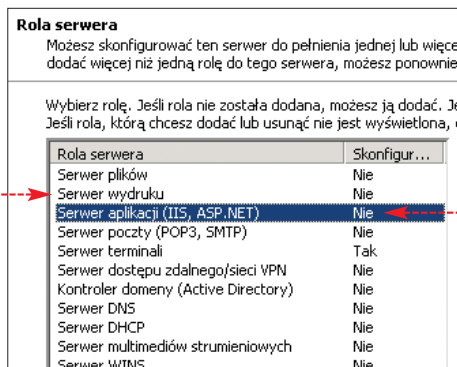 Rola serwera
Możesz skonfigurować ten serwer do pełnienia jednej lub więce
dodać więcej niż jedną rolę do tego serwera, możesz ponownie
Wybierz rolę. Jeśli rola nie została dodana, możesz ją dodać. Je
Jeśli rola, którą chcesz dodać lub usunąć nie jest wyświetlona,
Rola serwera Skonfigur...
Serwer plików Nie
Serwer wydruku Nie
Serwer aplikacji (IIS, ASP.NET) Nie
Serwer poczty (POP3, SMTP) Nie
Serwer terminali Tak
Serwer dostępu zdalnego/sieci VPN Nie
Kontroler domeny (Active Directory) Nie
Serwer DNS Nie
Serwer DHCP Nie
Serwer multimediów strumieniowych Nie
Serwer WINS Nie